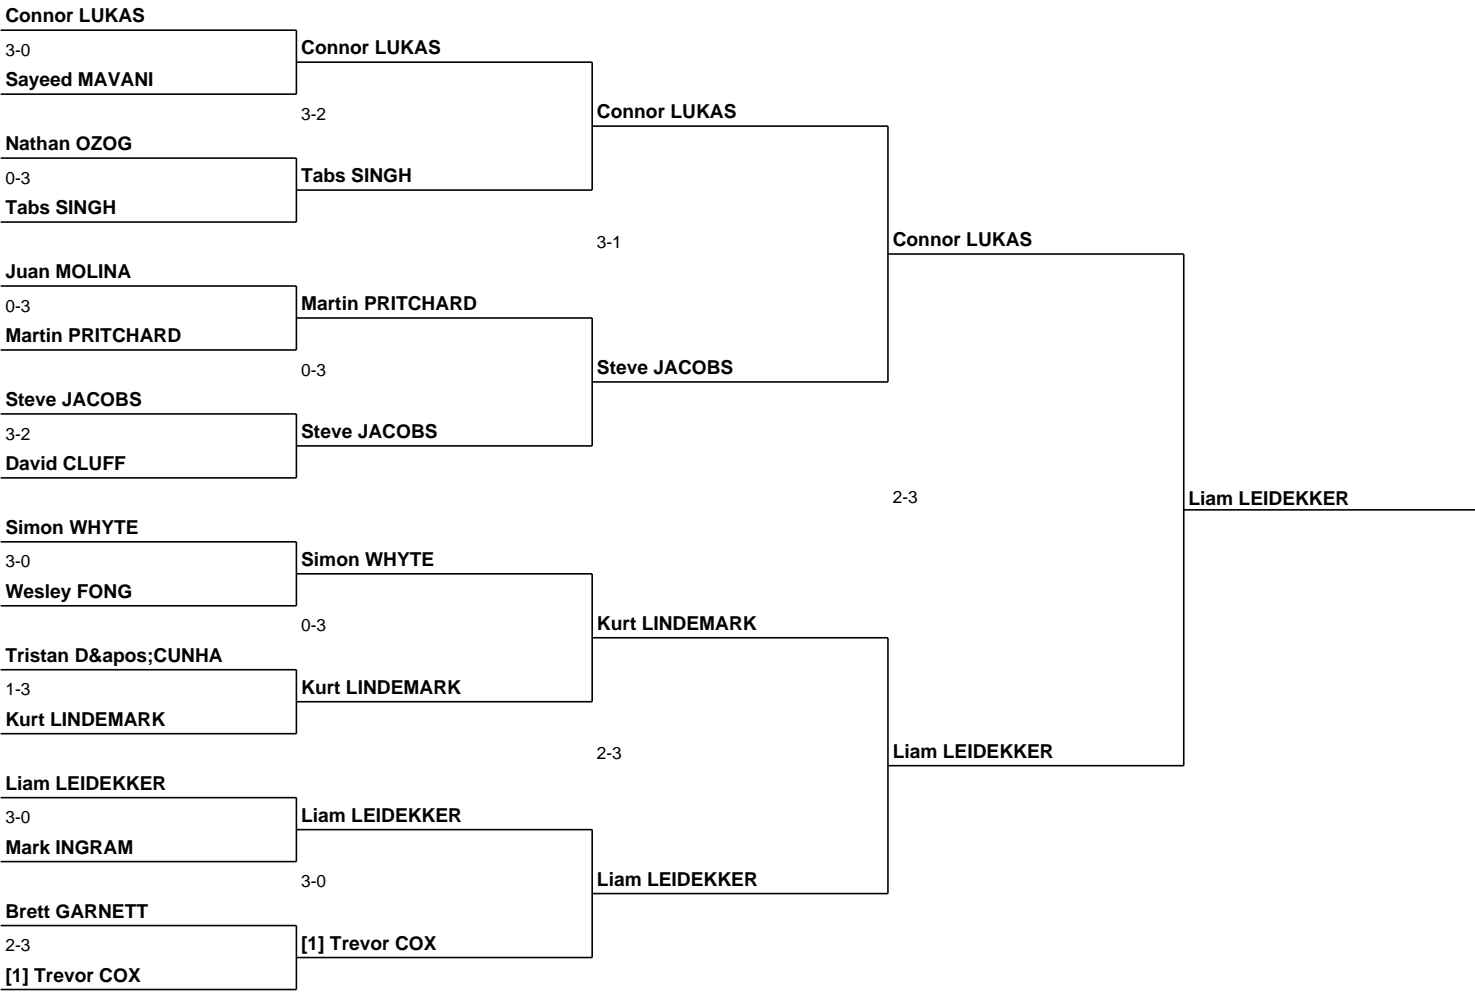 Connor LUKAS
3-0
Sayeed MAVANI
Nathan OZOG
0-3
Tabs SINGH
Juan MOLINA
0-3
Martin PRITCHARD
Steve JACOBS
3-2
David CLUFF
Simon WHYTE
3-0
Wesley FONG
Tristan D&apos;CUNHA
1-3
Kurt LINDEMARK
Liam LEIDEKKER
3-0
Mark INGRAM
Brett GARNETT
2-3
[1] Trevor COX
Connor LUKAS
3-2
Tabs SINGH
Martin PRITCHARD
0-3
Steve JACOBS
Simon WHYTE
0-3
Kurt LINDEMARK
Liam LEIDEKKER
3-0
[1] Trevor COX
Connor LUKAS
3-1
Steve JACOBS
Kurt LINDEMARK
2-3
Liam LEIDEKKER
Connor LUKAS
2-3
Liam LEIDEKKER
Liam LEIDEKKER